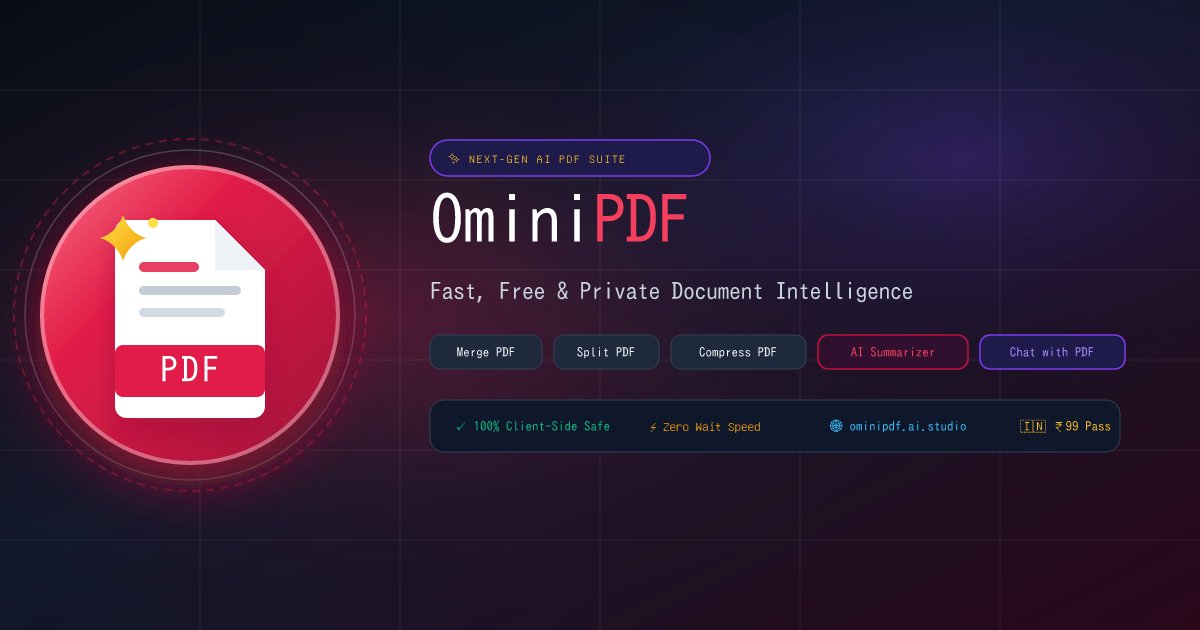 PDF
✨ NEXT-GEN AI PDF SUITE
OminiPDF
Fast, Free & Private Document Intelligence
Merge PDF Split PDF Compress PDF AI Summarizer Chat with PDF
✓ 100% Client-Side Safe ⚡ Zero Wait Speed 🌐 ominipdf.ai.studio 🇮🇳 ₹99 Pass